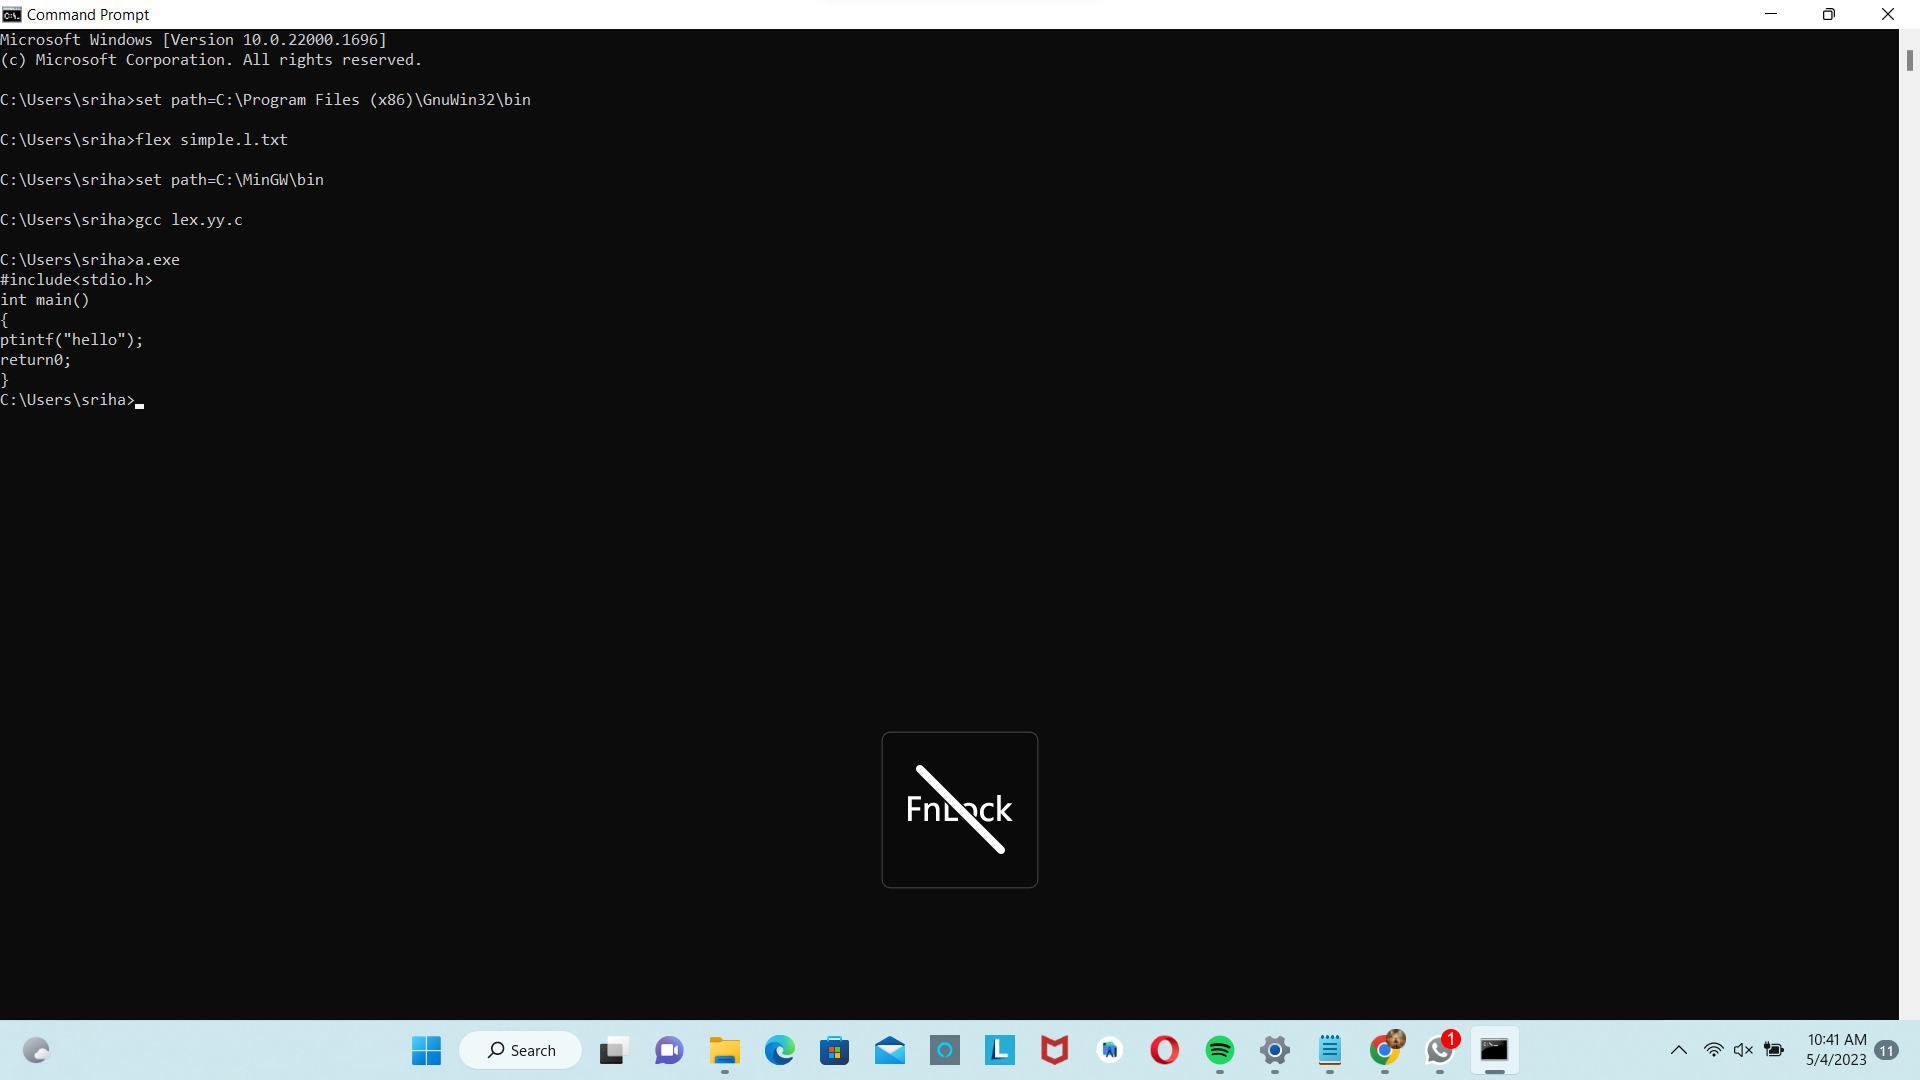 Command Prompt
Microsoft Windows [Version 10.0.22000.1696]
(c) Microsoft Corporation. All rights reserved.
C:\Users\sriha>set path=C:\Program Files (x86)\GnuWin32\bin
C:\Users\sriha>flex simple.l.txt
C:\Users\sriha>set path=C:\MinGW\bin
C:\Users\sriha>gcc lex.yy.c
C:\Users\sriha>a.exe
#include<stdio.h>
int main()
{
ptintf("hello");
return0;
}
C:\Users\sriha>
FnLock
Search
L
AI
1
10:41 AM
5/4/2023
11